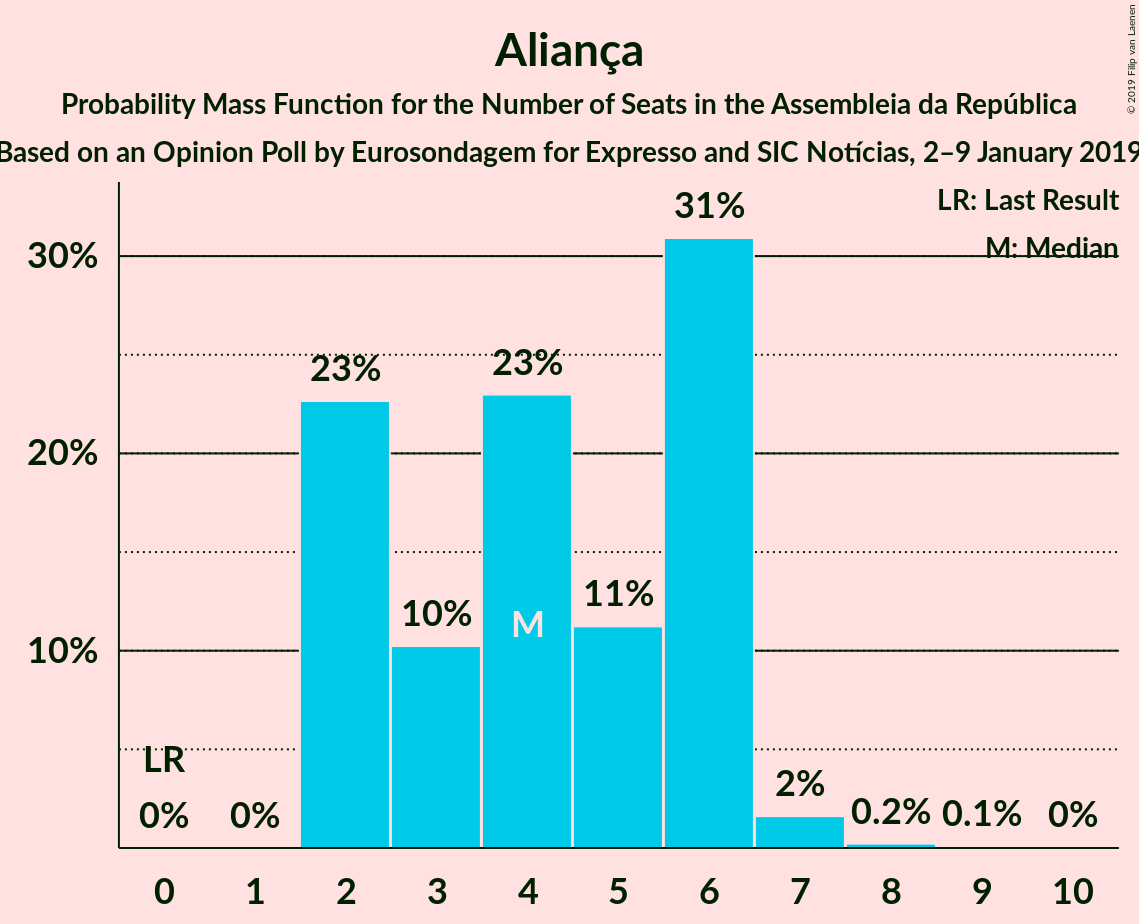 © 2019 Filip van Laenen
Aliança
Probability Mass Function for the Number of Seats in the Assembleia da República
Based on an Opinion Poll by Eurosondagem for Expresso and SIC Notícias, 2–9 January 2019
LR: Last Result
M: Median
31%
30%
23%
23%
20%
11%
10%
M
10%
LR
2%
0%
0%
0.2%
0.1%
0%
0 1 2 3 4 5 6 7 8 9 10